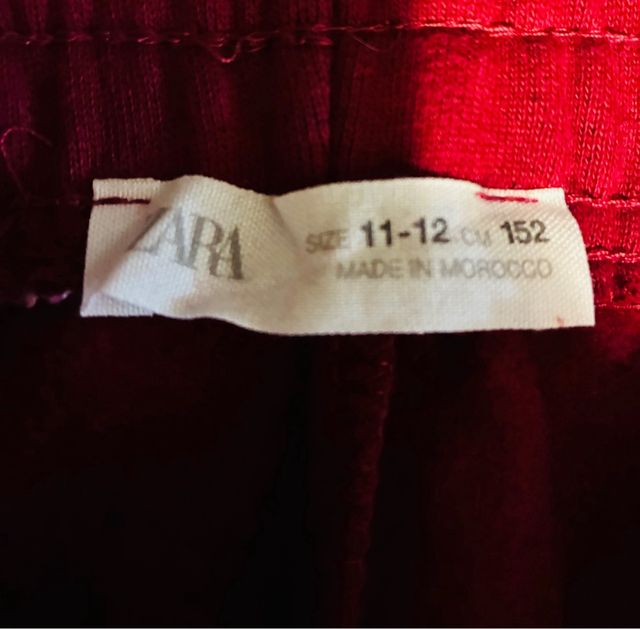 ZARA
SIZE 11-12 CM 152
MADE IN MOROCCO